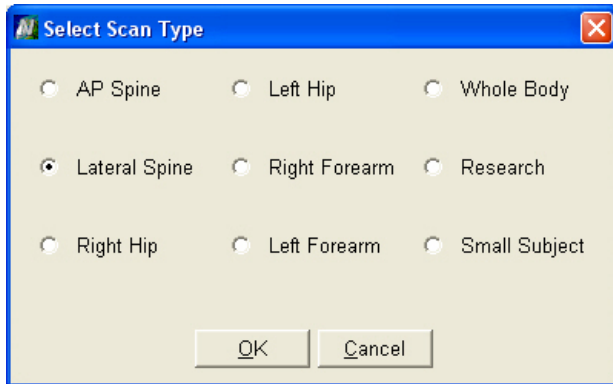 Select Scan Type
AP Spine Left Hip Whole Body
Lateral Spine Right Forearm Research
Right Hip Left Forearm Small Subject
OK Cancel